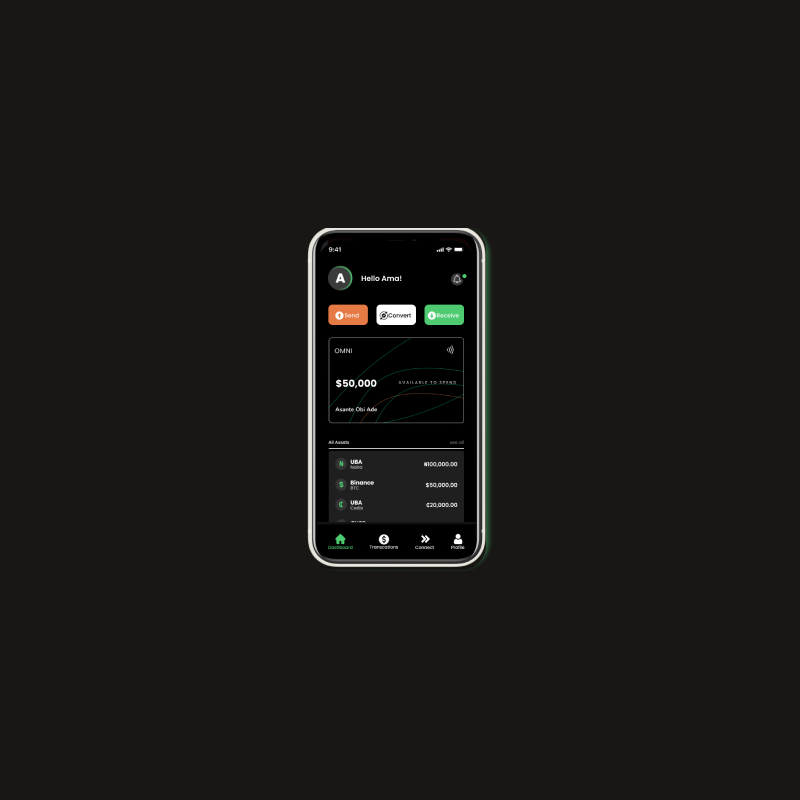 9:41
A
Hello Ama!
Send
Convert
Receive
OMNI
$50,000
AVAILABLE TO SPEND
Asante Obi Ade
All Assets
see all
N
UBA
Naira
₦100,000.00
$
Binance
BTC
$50,000.00
₵
UBA
Cedis
₵20,000.00
Dashboard
Transcations
Connect
Profile